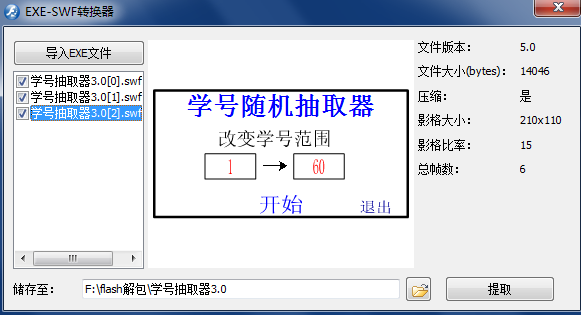 EXE-SWF转换器
导入EXE文件
学号抽取器3.0[0].swf
学号抽取器3.0[1].swf
学号抽取器3.0[2].swf
学号随机抽取器
改变学号范围
1 → 60
开始 退出
文件版本: 5.0
文件大小(bytes): 14046
压缩: 是
影格大小: 210x110
影格比率: 15
总帧数: 6
储存至: F:\flash解包\学号抽取器3.0
提取